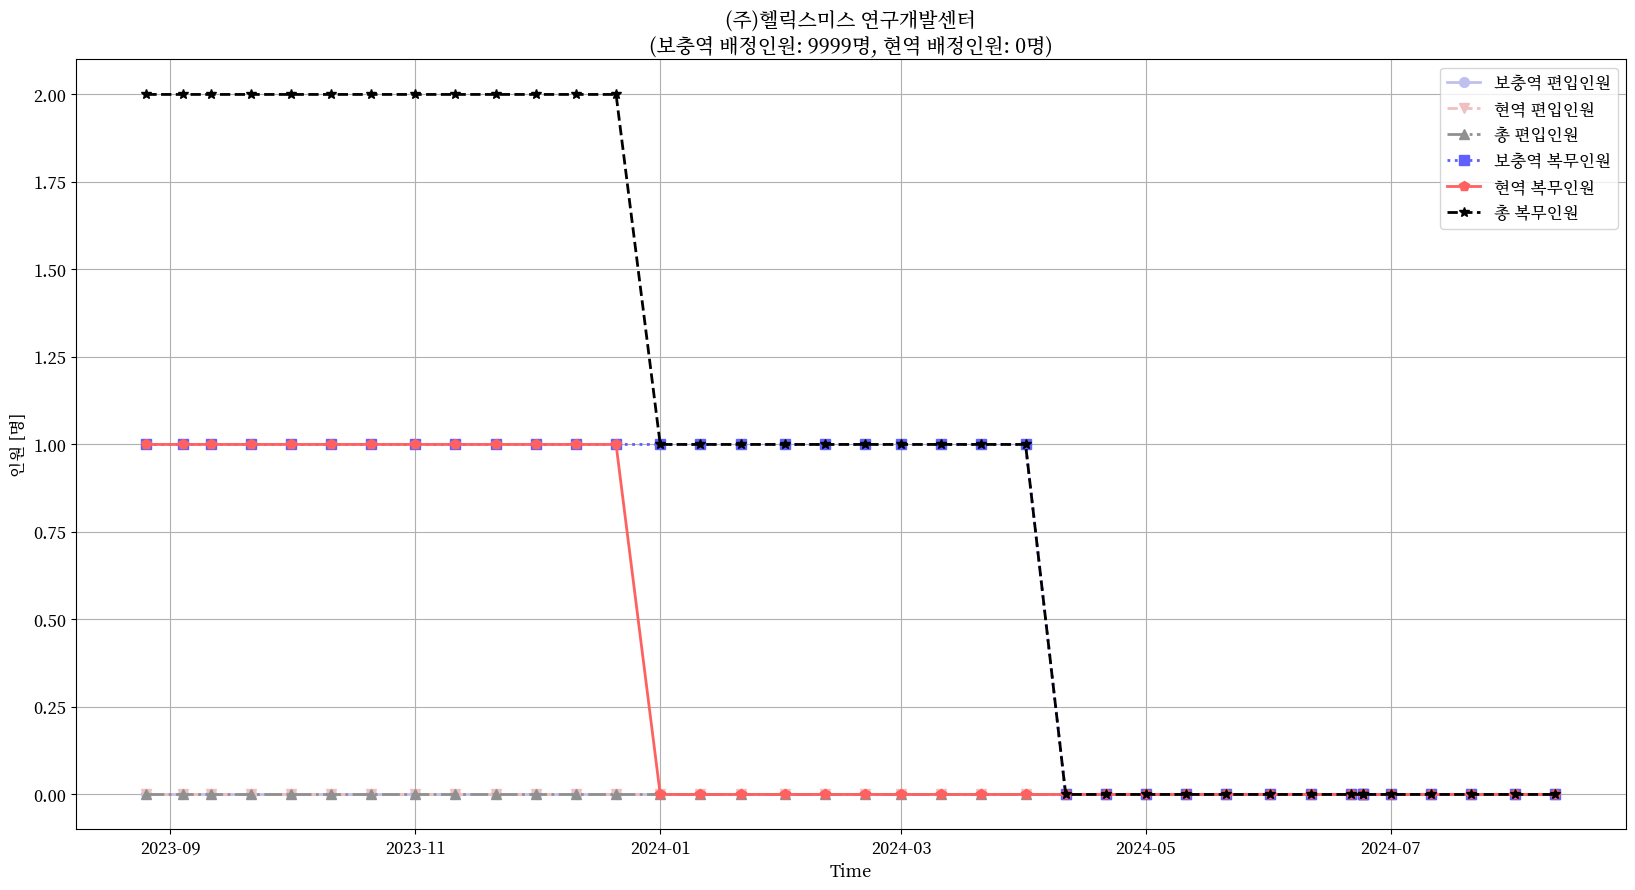 (주)헬릭스미스 연구개발센터
(보충역 배정인원: 9999명, 현역 배정인원: 0명)
보충역 편입인원
현역 편입인원
총 편입인원
보충역 복무인원
현역 복무인원
총 복무인원
2.00
1.75
1.50
1.25
1.00
0.75
0.50
0.25
0.00
인원 [명]
2023-09 2023-11 2024-01 2024-03 2024-05 2024-07
Time